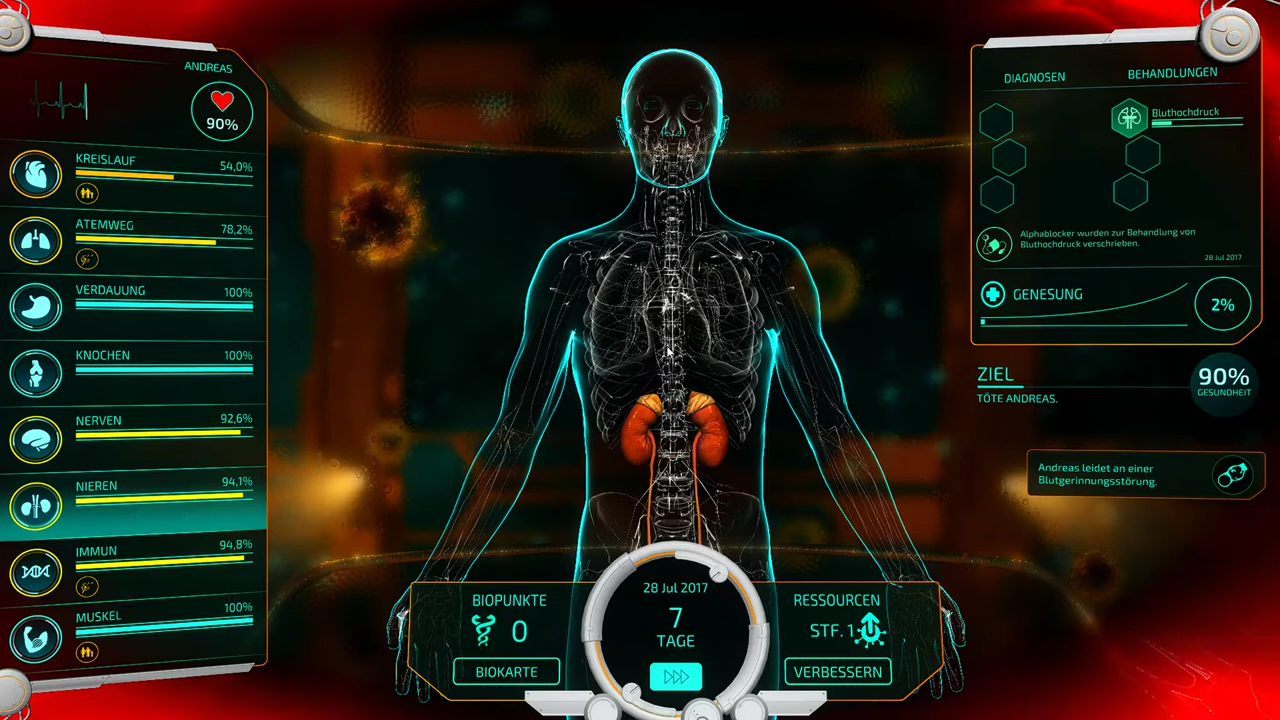 ANDREAS
90%
KREISLAUF
54,0%
ATEMWEG
78,2%
VERDAUUNG
100%
KNOCHEN
100%
NERVEN
92,6%
NIEREN
94,1%
IMMUN
94,8%
MUSKEL
100%
BIOPUNKTE
0
BIOKARTE
28 Jul 2017
7
TAGE
RESSOURCEN
STF. 1
VERBESSERN
DIAGNOSEN
BEHANDLUNGEN
Bluthochdruck
Alphablocker wurden zur Behandlung von
Bluthochdruck verschrieben.
28 Jul 2017
GENESUNG
2%
ZIEL
TÖTE ANDREAS.
90%
GESUNDHEIT
Andreas leidet an einer
Blutgerinnungsstörung.